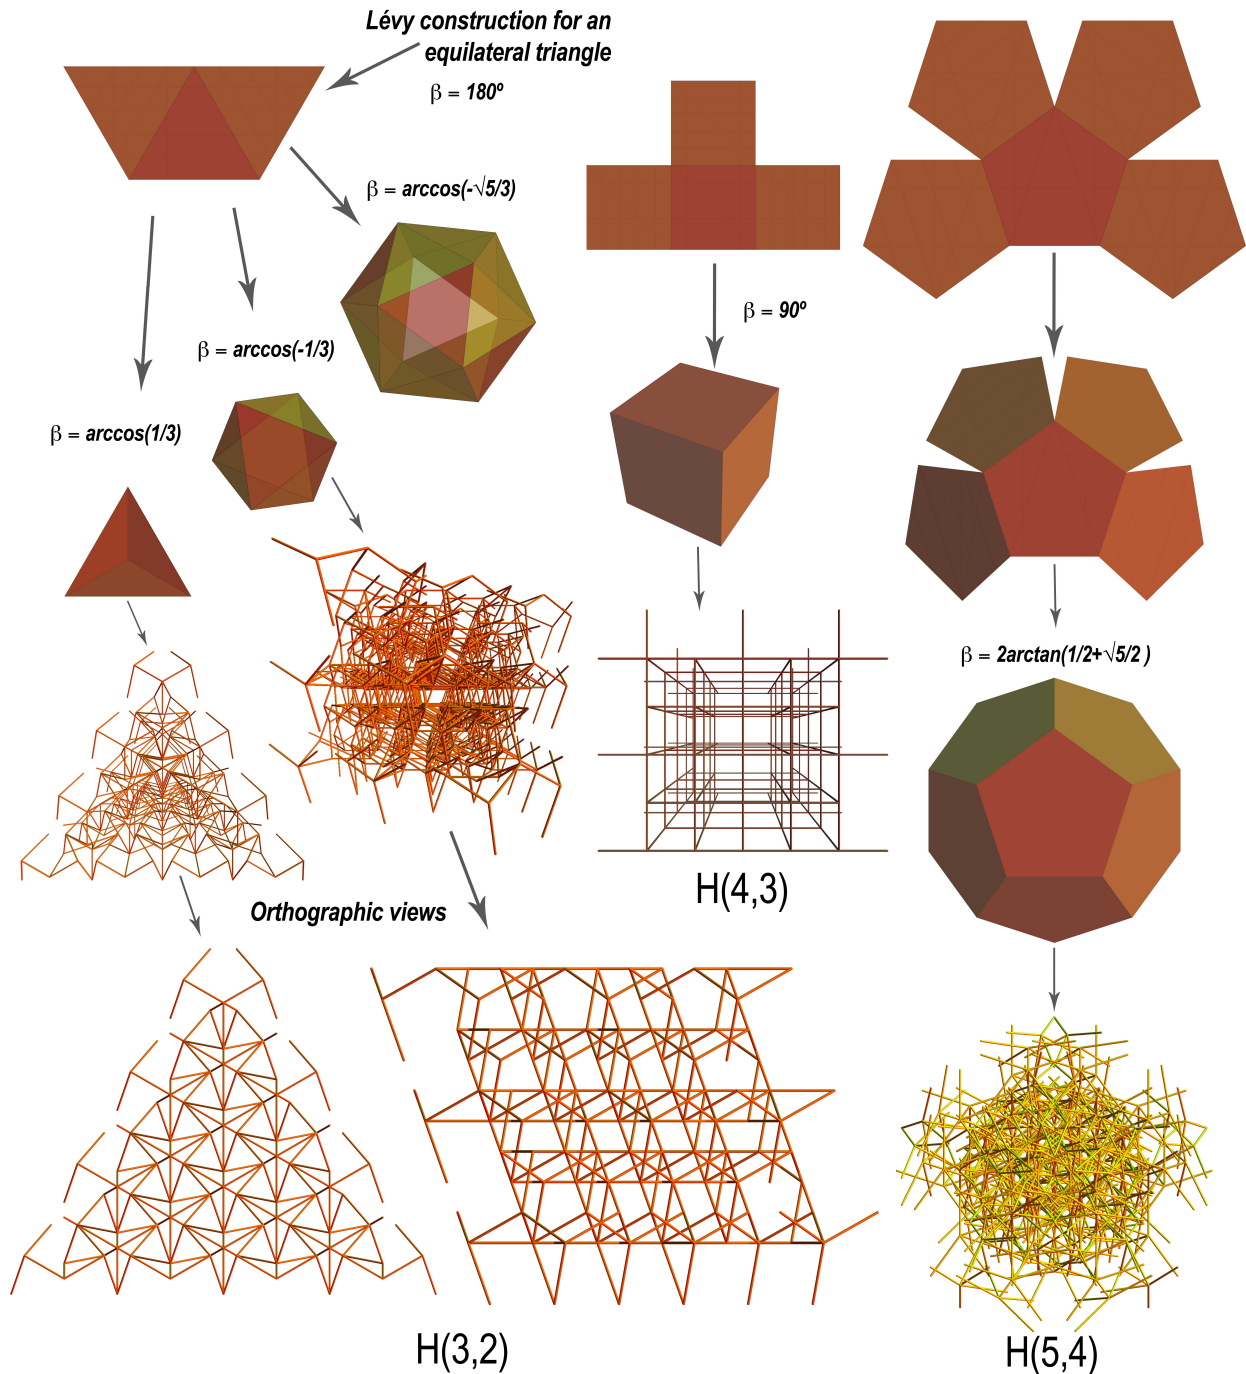 Lévy construction for an
equilateral triangle
β = 180º
β = arccos(-√5/3)
β = arccos(-1/3)
β = arccos(1/3)
β = 90º
β = 2arctan(1/2+√5/2 )
H(4,3)
Orthographic views
H(3,2)
H(5,4)